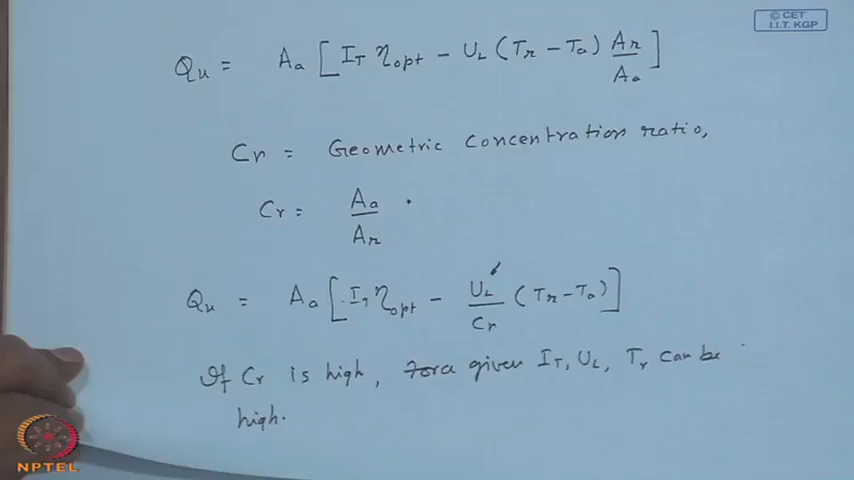 © CET
I.I.T. KGP
Qu = Aa [ IT ηopt - UL (Tr - Ta) Ar/Aa ]
Cr = Geometric concentration ratio,
Cr = Aa/Ar .
Qu = Aa [ IT ηopt - UL/Cr (Tr - Ta) ]
If Cr is high, for a given IT, UL, Tr can be
high.
NPTEL